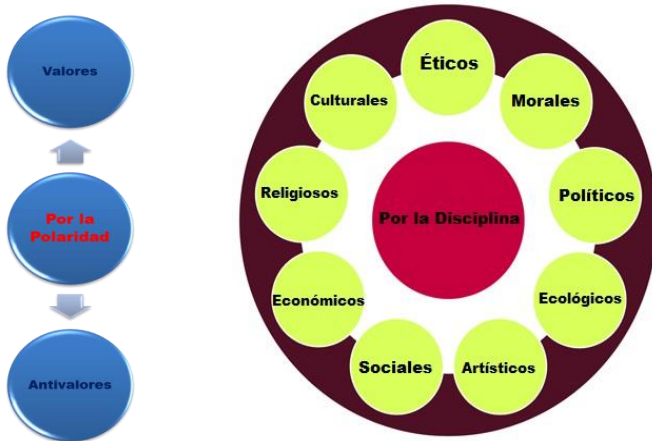 Valores
Por la
Polaridad
Antivalores
Éticos
Morales
Políticos
Ecológicos
Artísticos
Sociales
Económicos
Religiosos
Culturales
Por la Disciplina